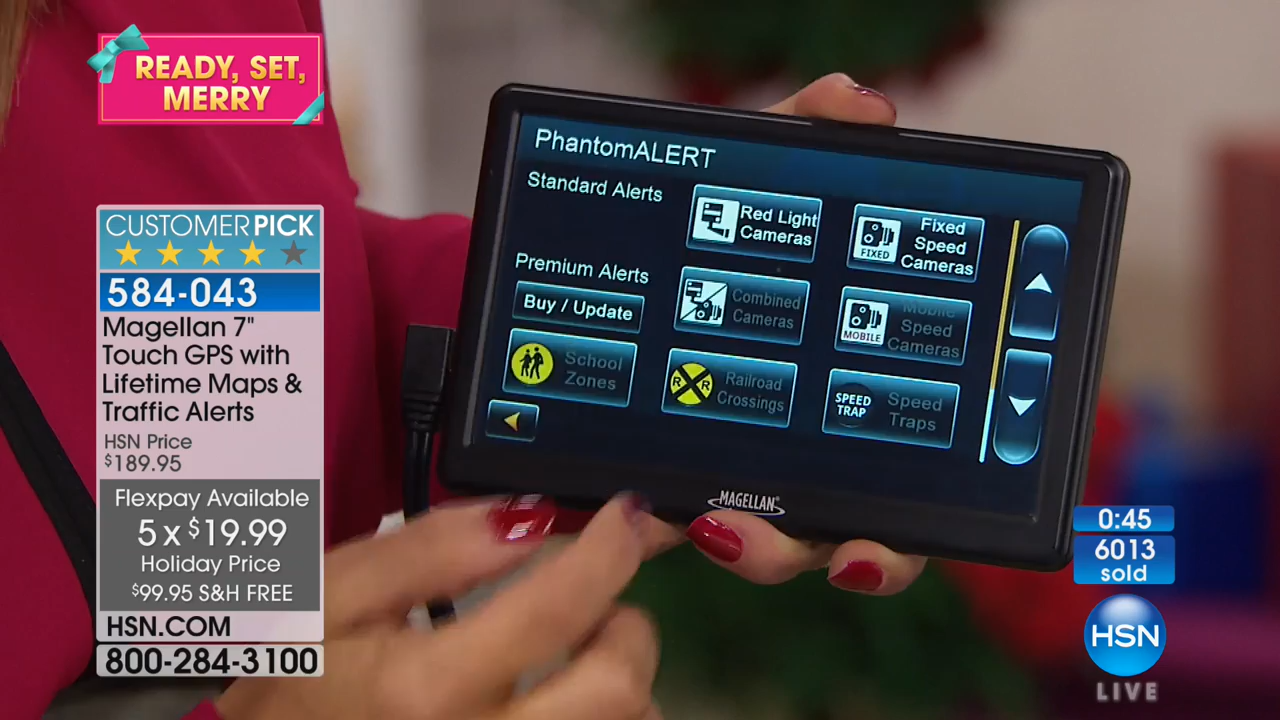 READY, SET,
MERRY
CUSTOMER PICK
584-043
Magellan 7"
Touch GPS with
Lifetime Maps &
Traffic Alerts
HSN Price
$189.95
Flexpay Available
5 x $19.99
Holiday Price
$99.95 S&H FREE
HSN.COM
800-284-3100
PhantomALERT
Standard Alerts
Red Light
Cameras
Fixed
Speed
Cameras
FIXED
Premium Alerts
Buy / Update
Combined
Cameras
Mobile
Speed
Cameras
MOBILE
School
Zones
R R
Railroad
Crossings
SPEED
TRAP
Speed
Traps
MAGELLAN
0:45
6013
sold
HSN
LIVE